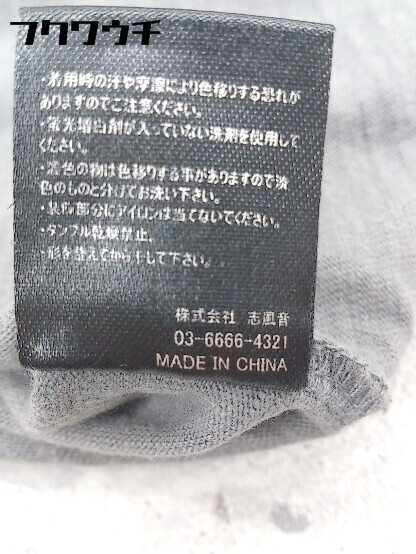 フクワウチ
・着用時の汗や摩擦により色移りする恐れが
ありますのでご注意ください。
・蛍光増白剤が入っていない洗剤を使用して
ください。
・濃色の物は色移りする事がありますので淡
色のものと分けてお洗い下さい。
・装飾部分にアイロンは当てないでください。
・タンブル乾燥禁止。
・形を整えてから干して下さい。
株式会社 志風音
03-6666-4321
MADE IN CHINA